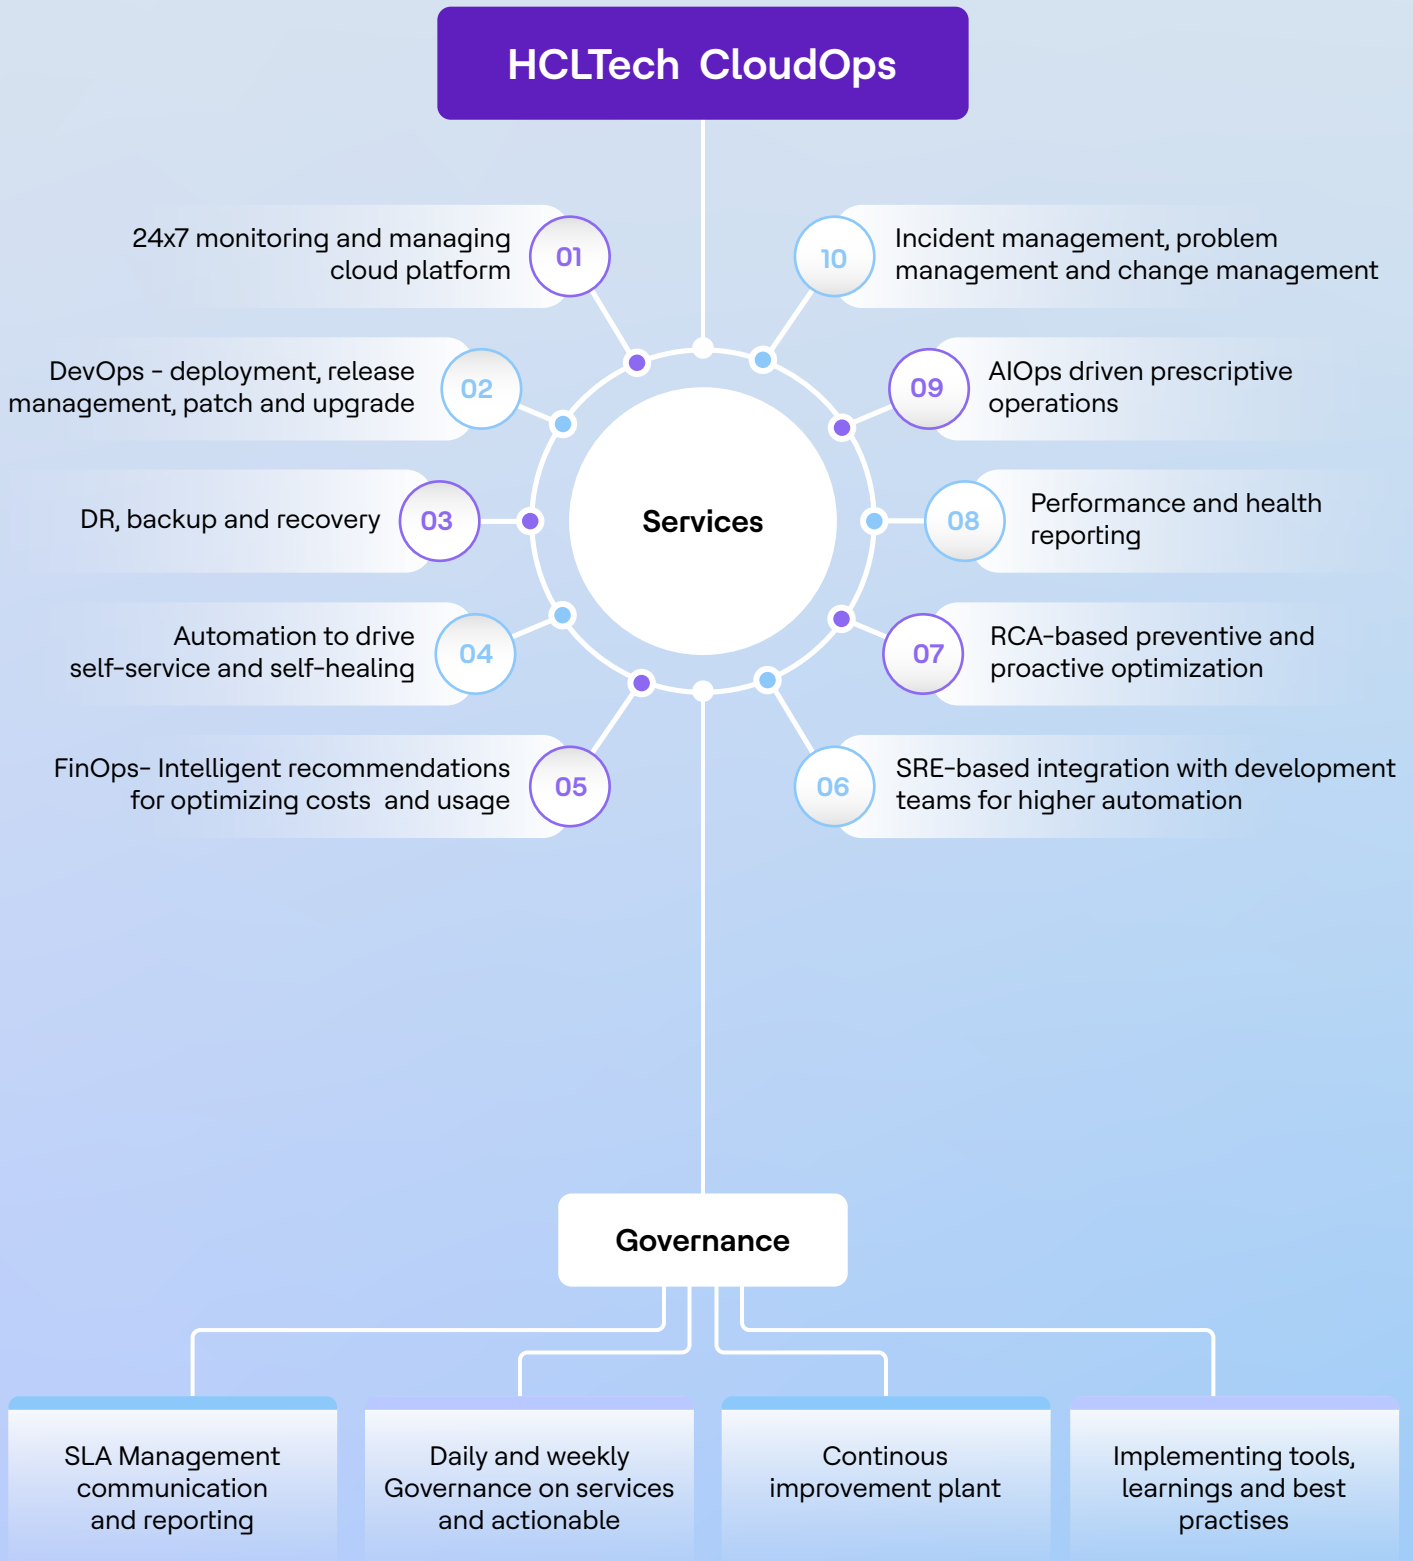 HCLTech CloudOps
24x7 monitoring and managing
cloud platform
01
DevOps - deployment, release
management, patch and upgrade
02
DR, backup and recovery
03
Automation to drive
self-service and self-healing
04
FinOps- Intelligent recommendations
for optimizing costs and usage
05
Services
10
Incident management, problem
management and change management
09
AIOps driven prescriptive
operations
08
Performance and health
reporting
07
RCA-based preventive and
proactive optimization
06
SRE-based integration with development
teams for higher automation
Governance
SLA Management
communication
and reporting
Daily and weekly
Governance on services
and actionable
Continous
improvement plant
Implementing tools,
learnings and best
practises